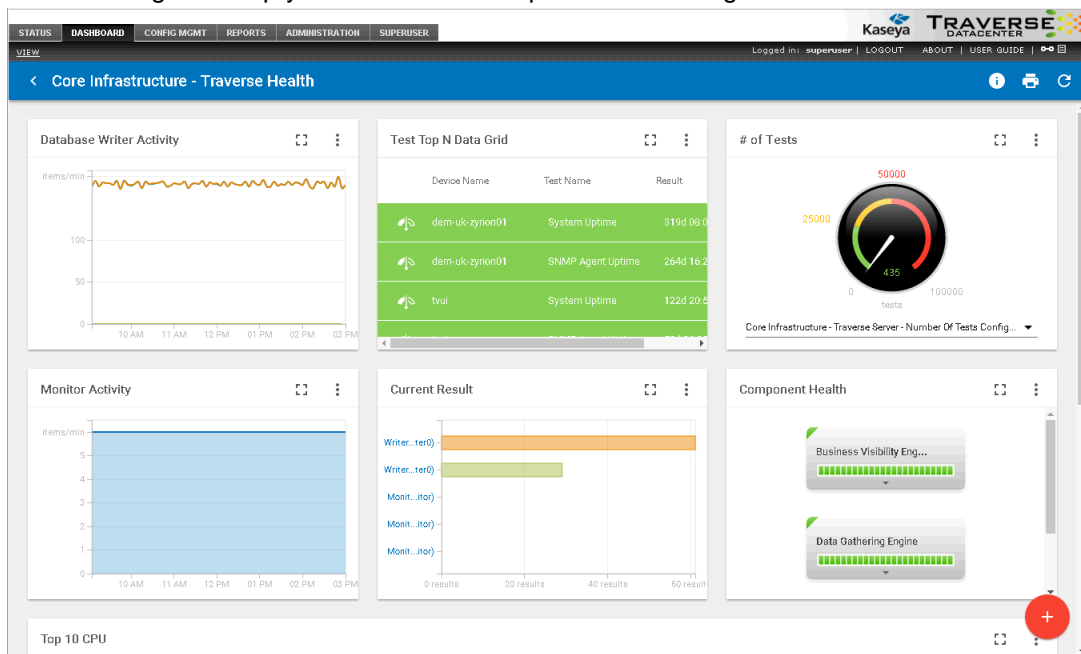 STATUS DASHBOARD CONFIG MGMT REPORTS ADMINISTRATION SUPERUSER
Kaseya TRAVERSE
DATACENTER
VIEW
Logged in: superuser | LOGOUT ABOUT | USER GUIDE |
Core Infrastructure - Traverse Health
Database Writer Activity
items/min
100
50
0
10 AM 11 AM 12 PM 01 PM 02 PM 03 PM
Test Top N Data Grid
Device Name Test Name Result
dem-uk-zyrion01 System Uptime 319d
dem-uk-zyrion01 SNMP Agent Uptime 264d 16:2
tvui System Uptime 122d 20:5
# of Tests
50000
25000
435
0 100000
tests
Core Infrastructure - Traverse Server - Number Of Tests Config...
Monitor Activity
items/min
5
4
3
2
1
0
10 AM 11 AM 12 PM 01 PM 02 PM 03 PM
Current Result
Writer...ter0)
Writer...ter0)
Monit...itor)
Monit...itor)
Monit...itor)
0 results 20 results 40 results 60 result
Component Health
Business Visibility Eng...
Data Gathering Engine
Top 10 CPU